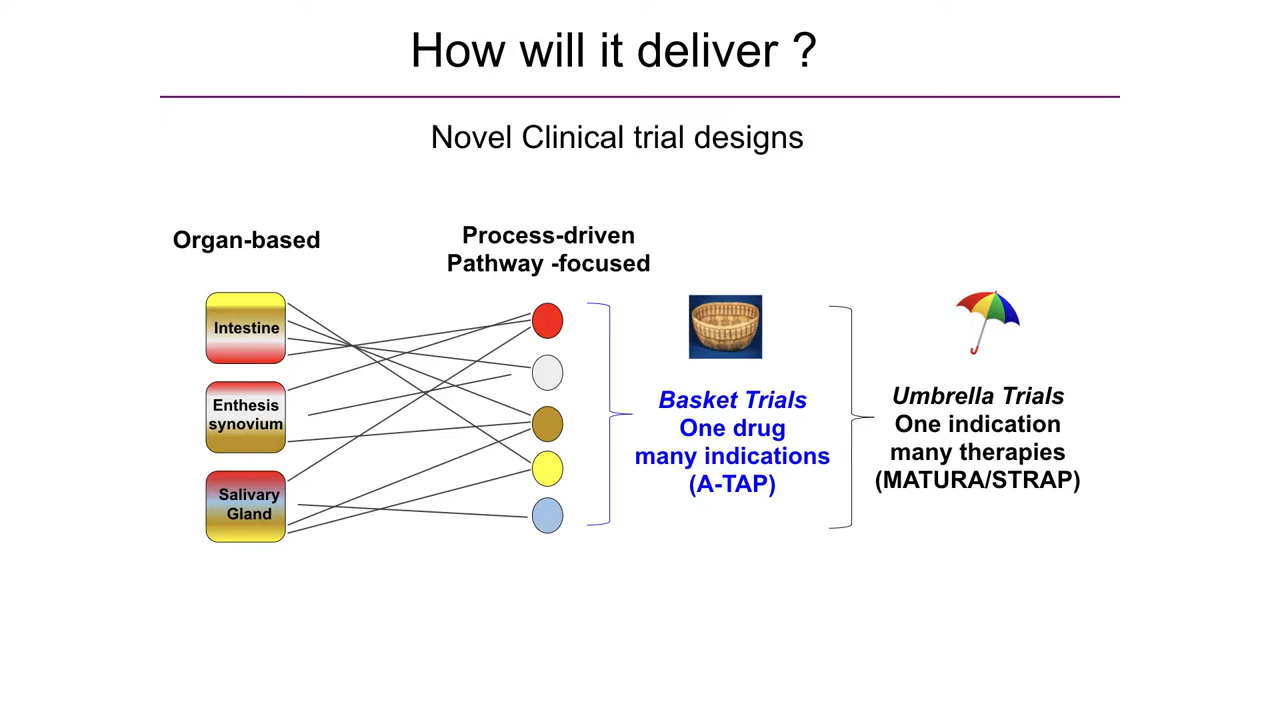 How will it deliver ?
Novel Clinical trial designs
Organ-based
Process-driven
Pathway -focused
Intestine
Enthesis
synovium
Salivary
Gland
Basket Trials
One drug
many indications
(A-TAP)
Umbrella Trials
One indication
many therapies
(MATURA/STRAP)